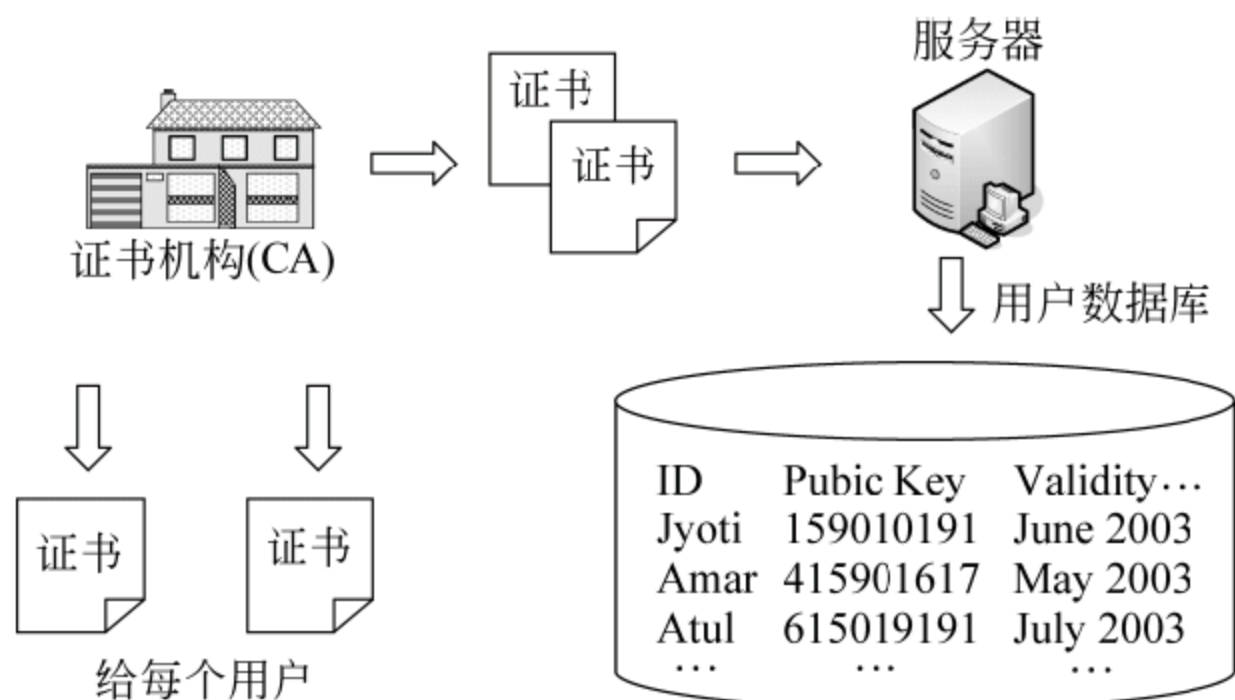 服务器
证书
证书
证书机构(CA)
用户数据库
ID Pubic Key Validity…
Jyoti 159010191 June 2003
Amar 415901617 May 2003
Atul 615019191 July 2003
… … …
证书 证书
给每个用户